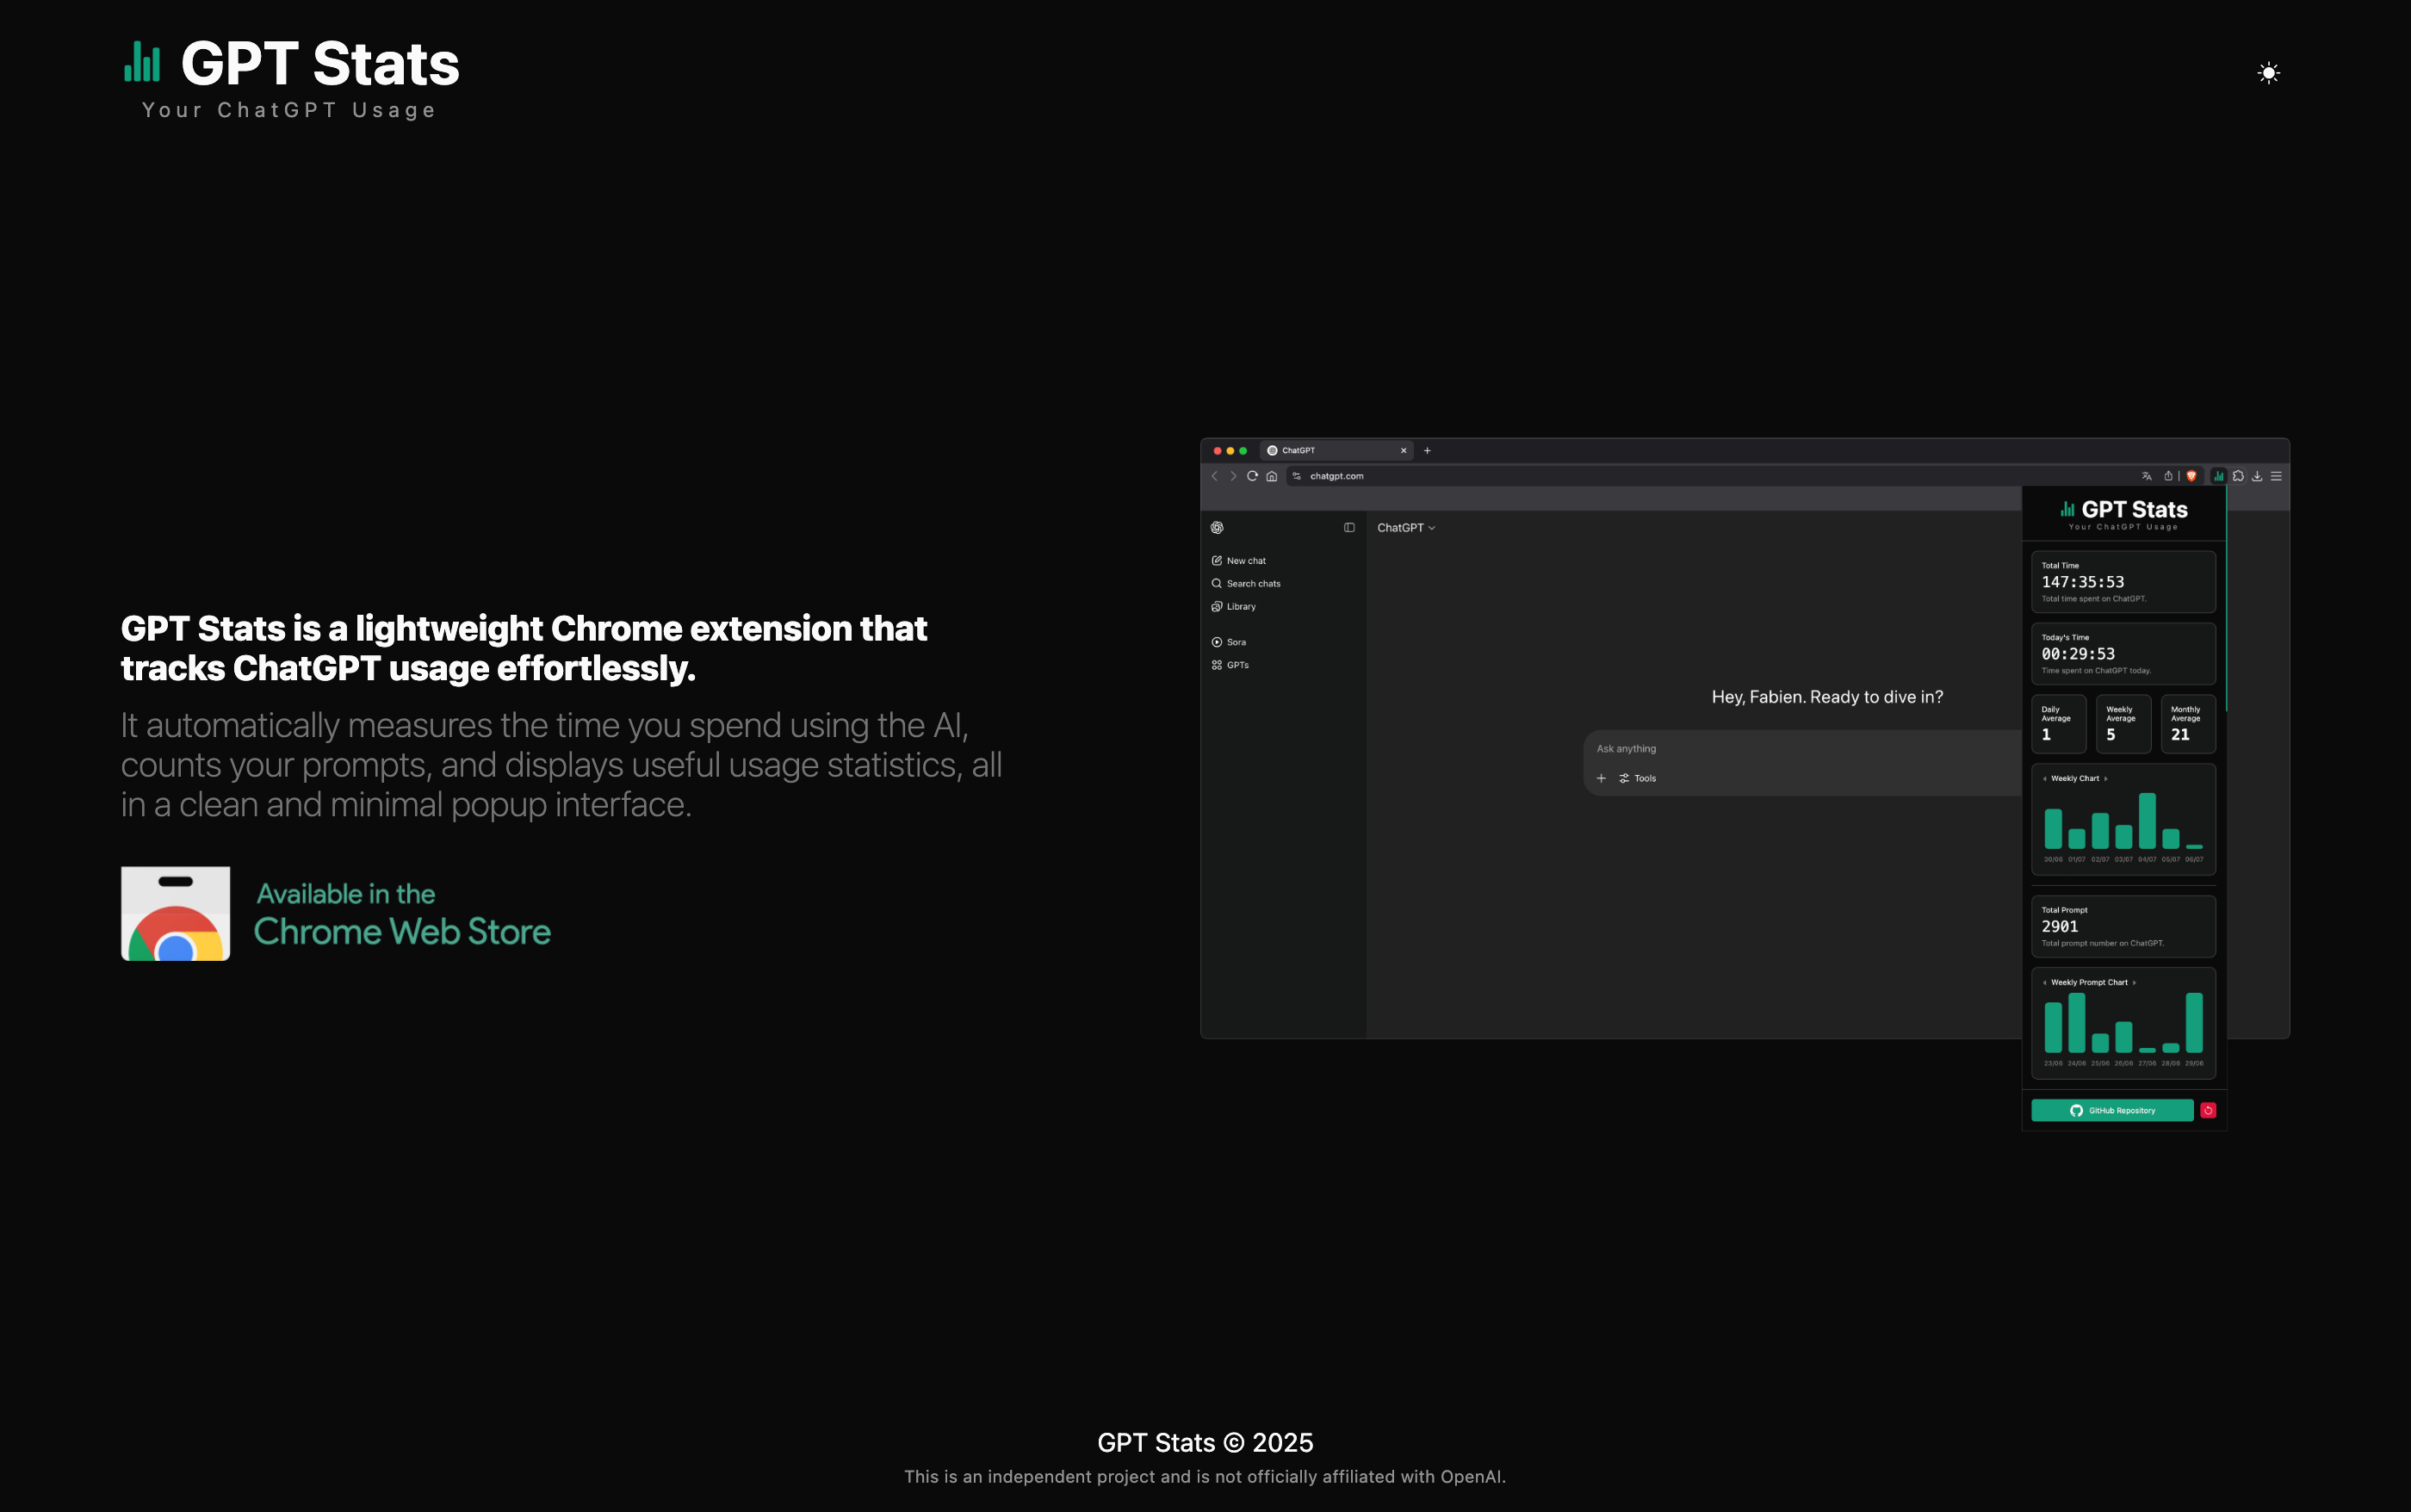 GPT Stats
Your ChatGPT Usage
GPT Stats is a lightweight Chrome extension that
tracks ChatGPT usage effortlessly.
It automatically measures the time you spend using the AI,
counts your prompts, and displays useful usage statistics, all
in a clean and minimal popup interface.
Available in the
Chrome Web Store
ChatGPT
chatgpt.com
ChatGPT
New chat
Search chats
Library
Sora
GPTs
Hey, Fabien. Ready to dive in?
Ask anything
Tools
GPT Stats
Your ChatGPT Usage
Total Time
147:35:53
Total time spent on ChatGPT.
Today's Time
00:29:53
Time spent on ChatGPT today.
Daily
Average
1
Weekly
Average
5
Monthly
Average
21
Weekly Chart
30/06 01/07 02/07 03/07 04/07 05/07 06/07
Total Prompt
2901
Total prompt number on ChatGPT.
Weekly Prompt Chart
23/06 24/06 25/06 26/06 27/06 28/06 29/06
GitHub Repository
GPT Stats © 2025
This is an independent project and is not officially affiliated with OpenAI.